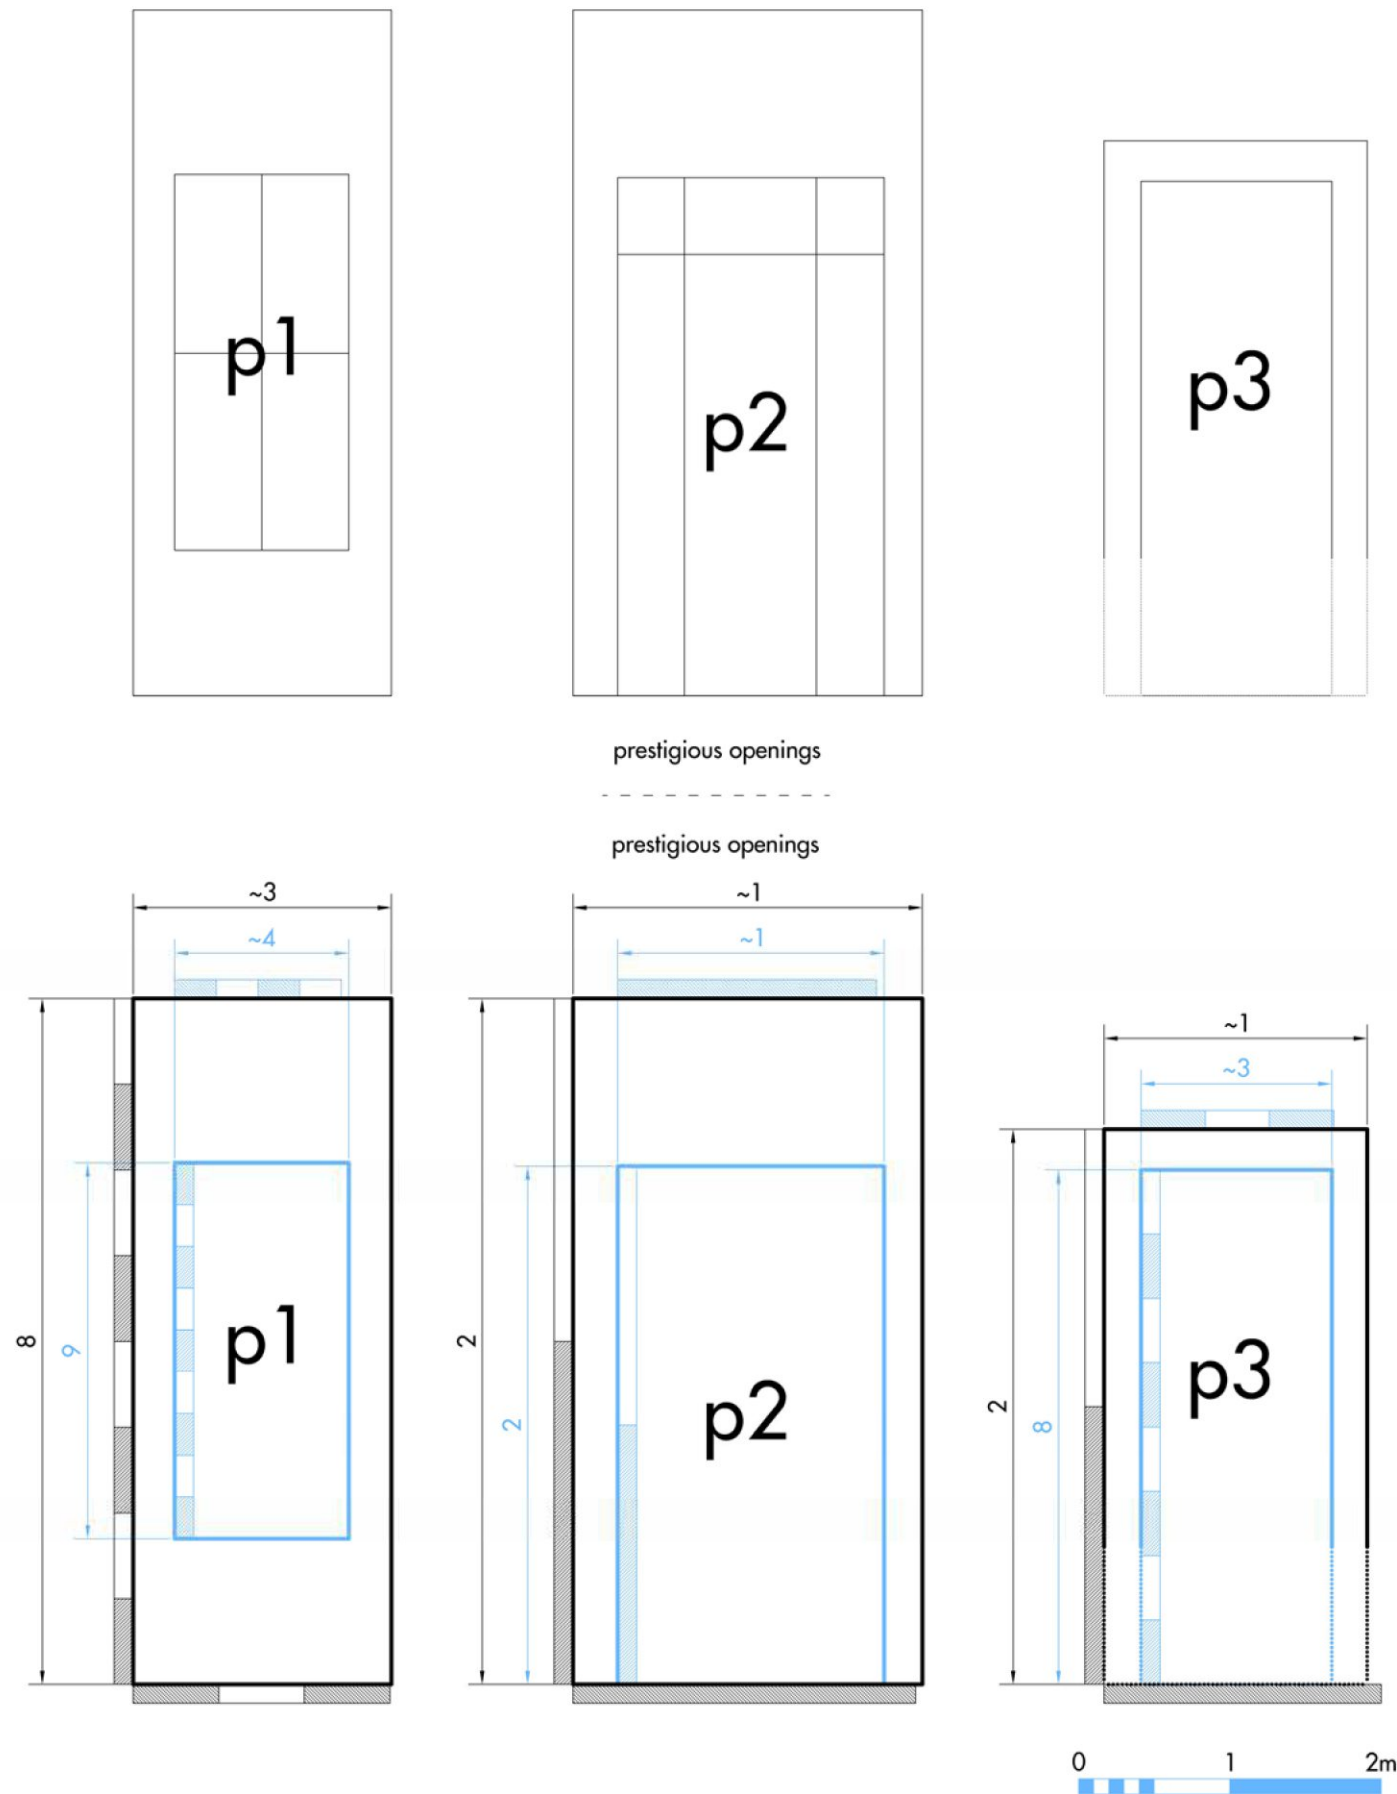 p1
p2
p3
prestigious openings
prestigious openings
~3
~1
~4
~1
~1
~3
8
9
p1
2
2
p2
2
8
p3
0 1 2m